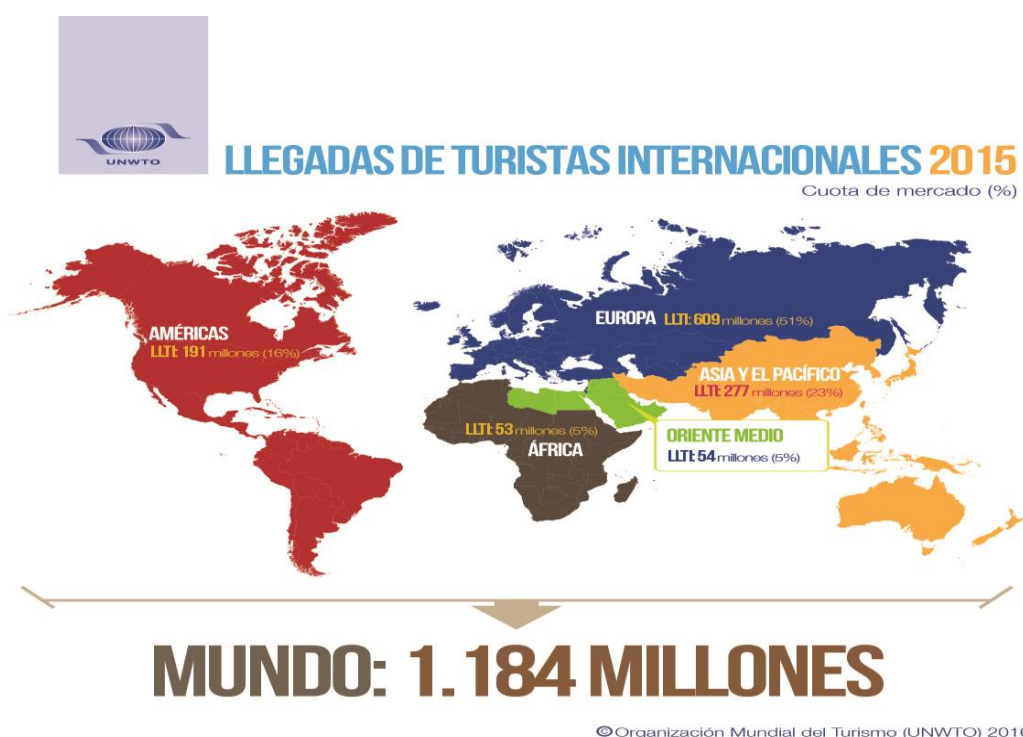 UNWTO
LLEGADAS DE TURISTAS INTERNACIONALES 2015
Cuota de mercado (%)
AMÉRICAS
LLTI: 191 millones (16%)
EUROPA LLTI: 609 millones (51%)
ASIA Y EL PACÍFICO
LLTI: 277 millones (23%)
LLTI: 53 millones (5%)
ÁFRICA
ORIENTE MEDIO
LLTI: 54 millones (5%)
MUNDO: 1.184 MILLONES
©Organización Mundial del Turismo (UNWTO) 2016